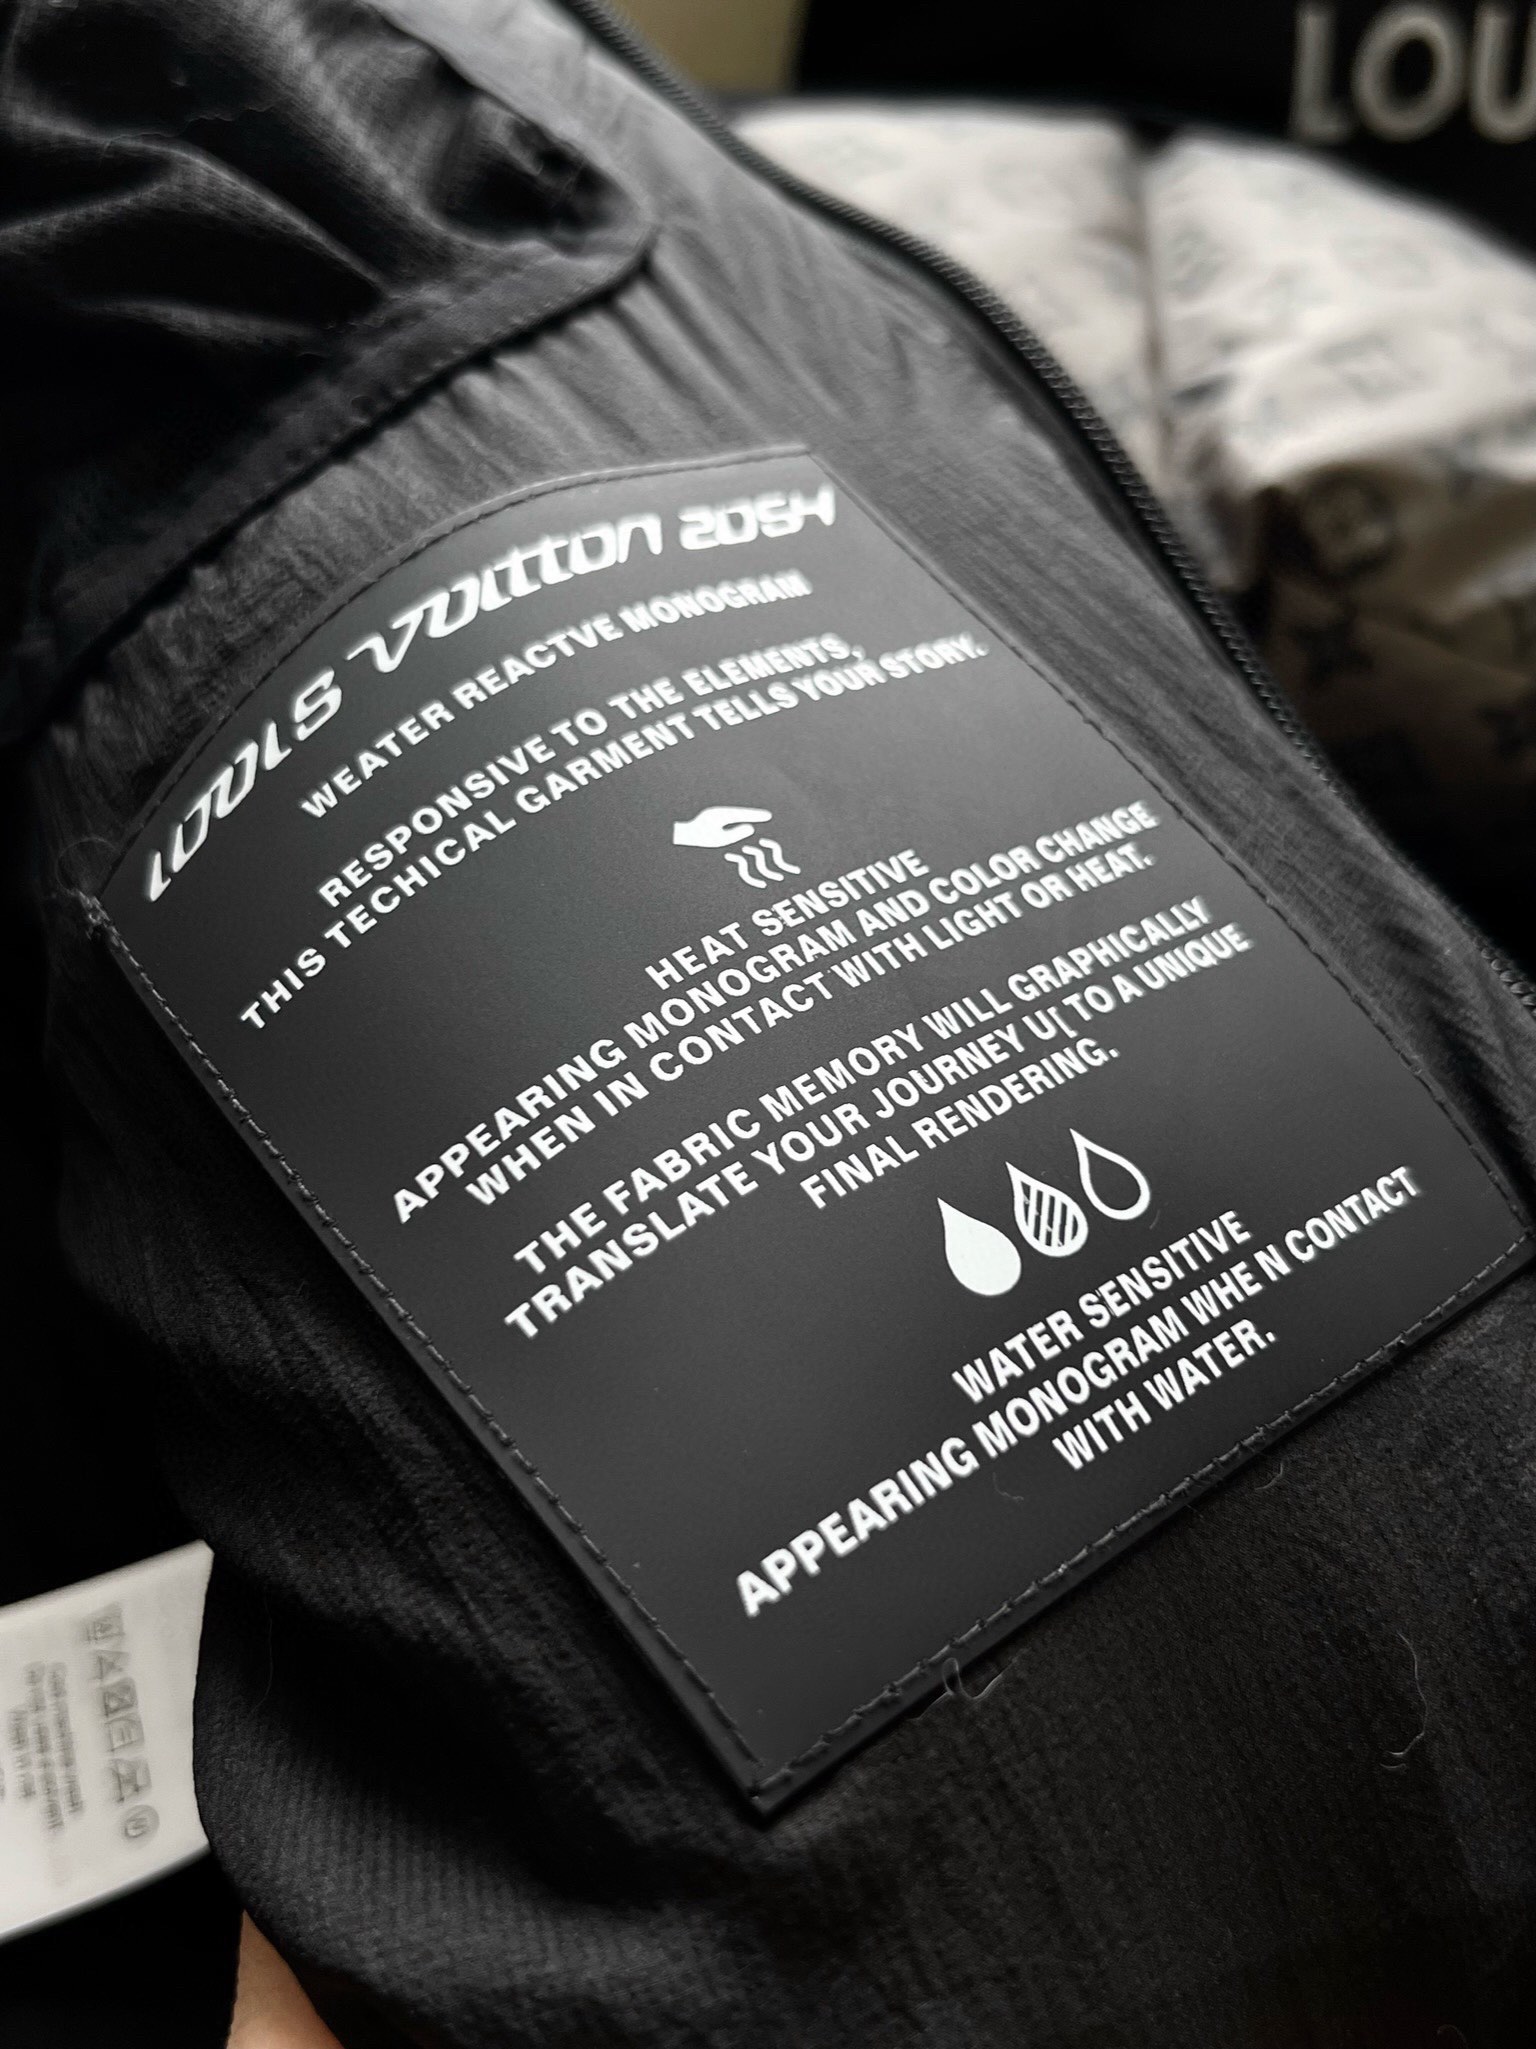 LOU
LOUIS VUITTON 2054
WEATER REACTVE MONOGRAM
RESPONSIVE TO THE ELEMENTS,
THIS TECHICAL GARMENT TELLS YOUR STORY.
HEAT SENSITIVE
APPEARING MONOGRAM AND COLOR CHANGE
WHEN IN CONTACT WITH LIGHT OR HEAT.
THE FABRIC MEMORY WILL GRAPHICALLY
TRANSLATE YOUR JOURNEY U[ TO A UNIQUE
FINAL RENDERING.
WATER SENSITIVE
APPEARING MONOGRAM WHE N CONTACT
WITH WATER.